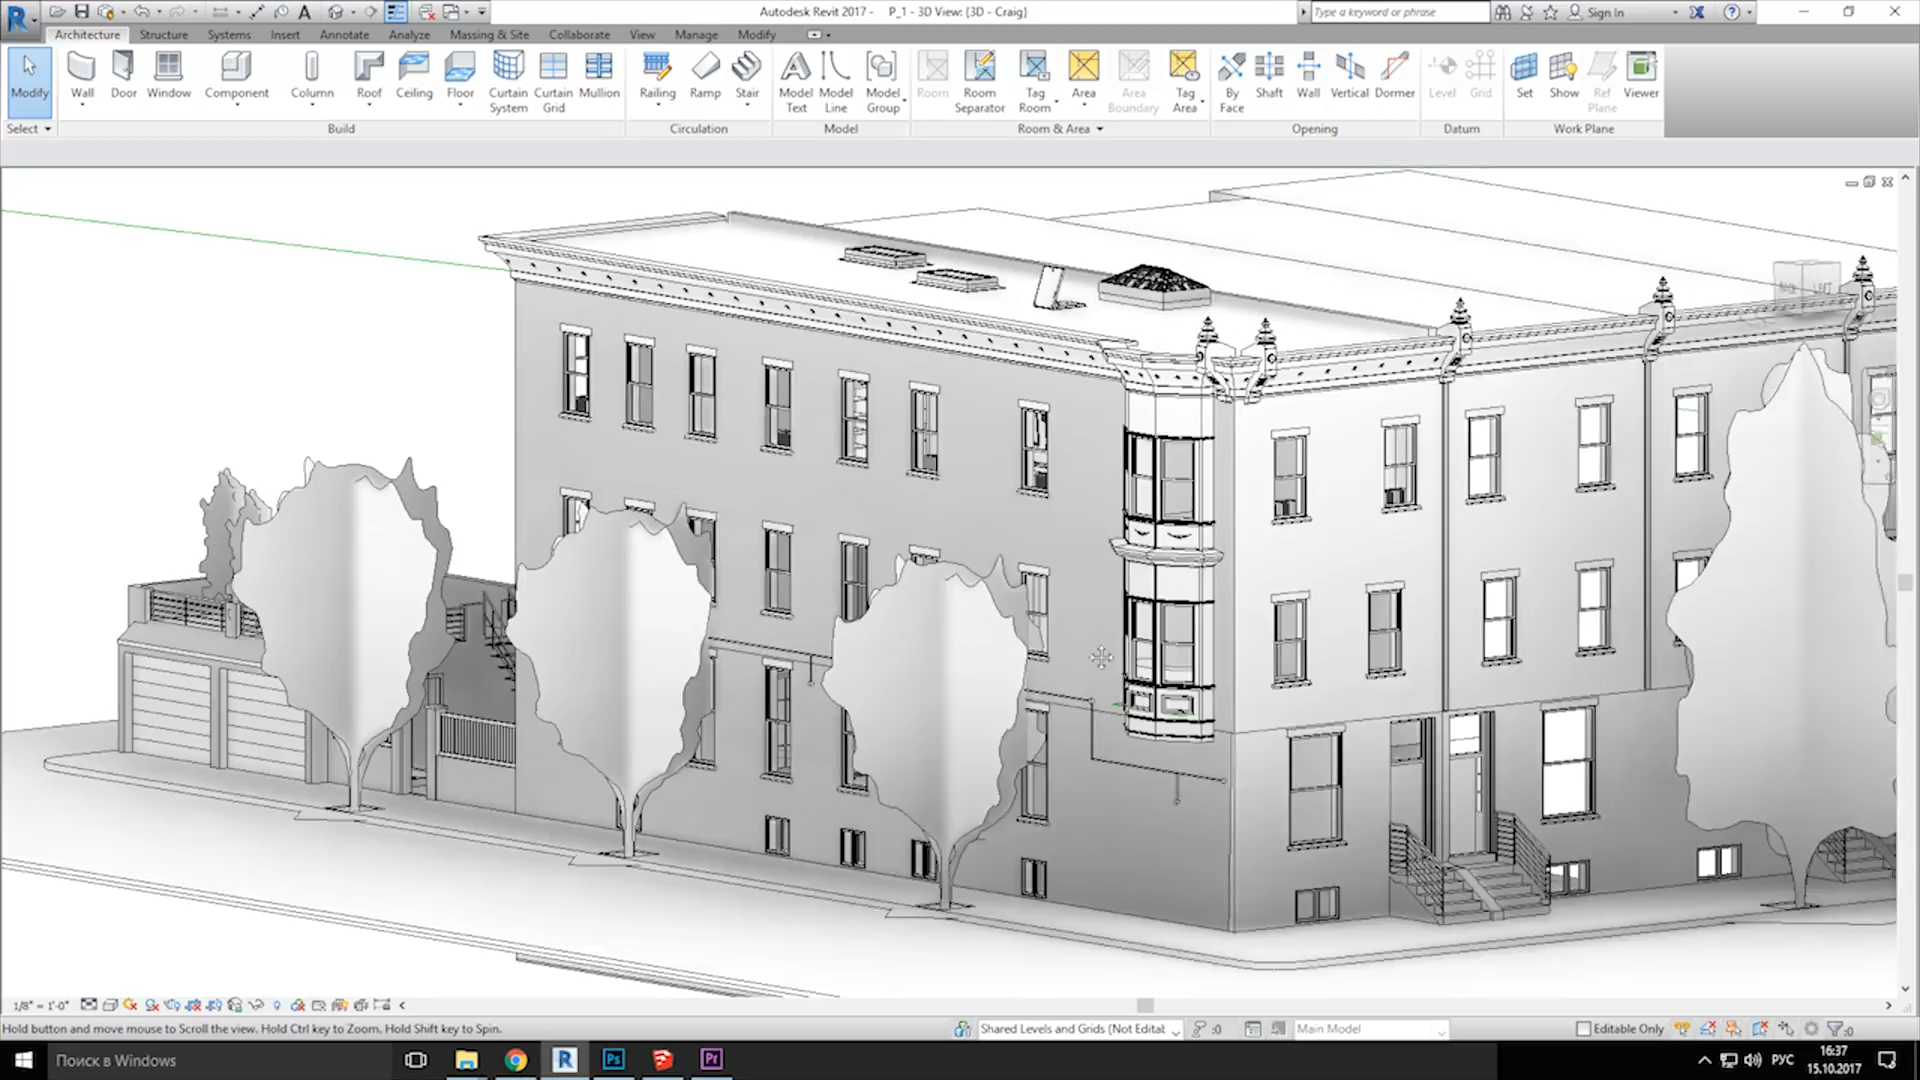 Autodesk Revit 2017 - P_1 - 3D View: {3D - Craig}
Type a keyword or phrase
Sign In
Architecture Structure Systems Insert Annotate Analyze Massing & Site Collaborate View Manage Modify
Modify Wall Door Window Component Column Roof Ceiling Floor Curtain System Curtain Grid Mullion Railing Ramp Stair Model Text Model Line Model Group Room Room Separator Tag Room Area Area Boundary Tag Area By Face Shaft Wall Vertical Dormer Level Grid Set Show Ref Plane Viewer
Select Build Circulation Model Room & Area Opening Datum Work Plane
LEFT
1/8" = 1'-0"
Hold button and move mouse to Scroll the view. Hold Ctrl key to Zoom. Hold Shift key to Spin.
Shared Levels and Grids (Not Editat
:0
Main Model
Editable Only
:0
Поиск в Windows
Ps
Pr
РУС
16:37
15.10.2017